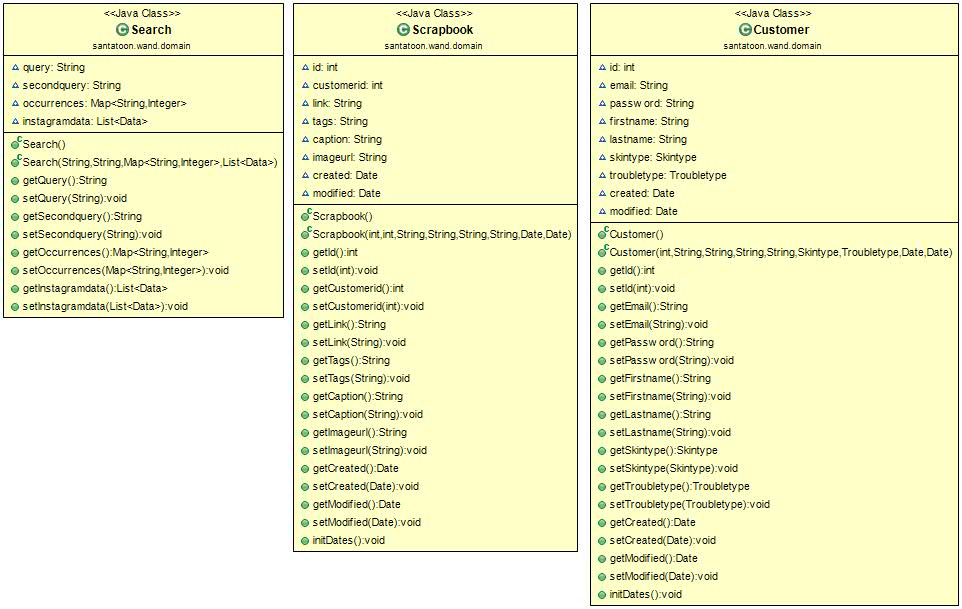 <<Java Class>>
Search
santatoon.wand.domain
query: String
secondquery: String
occurrences: Map<String,Integer>
instagramdata: List<Data>
Search()
Search(String,String,Map<String,Integer>,List<Data>)
getQuery():String
setQuery(String):void
getSecondquery():String
setSecondquery(String):void
getOccurrences():Map<String,Integer>
setOccurrences(Map<String,Integer>):void
getInstagramdata():List<Data>
setInstagramdata(List<Data>):void
<<Java Class>>
Scrapbook
santatoon.wand.domain
id: int
customerid: int
link: String
tags: String
caption: String
imageurl: String
created: Date
modified: Date
Scrapbook()
Scrapbook(int,int,String,String,String,String,Date,Date)
getId():int
setId(int):void
getCustomerid():int
setCustomerid(int):void
getLink():String
setLink(String):void
getTags():String
setTags(String):void
getCaption():String
setCaption(String):void
getImageurl():String
setImageurl(String):void
getCreated():Date
setCreated(Date):void
getModified():Date
setModified(Date):void
initDates():void
<<Java Class>>
Customer
santatoon.wand.domain
id: int
email: String
passw ord: String
firstname: String
lastname: String
skintype: Skintype
troubletype: Troubletype
created: Date
modified: Date
Customer()
Customer(int,String,String,String,String,Skintype,Troubletype,Date,Date)
getId():int
setId(int):void
getEmail():String
setEmail(String):void
getPassw ord():String
setPassw ord(String):void
getFirstname():String
setFirstname(String):void
getLastname():String
setLastname(String):void
getSkintype():Skintype
setSkintype(Skintype):void
getTroubletype():Troubletype
setTroubletype(Troubletype):void
getCreated():Date
setCreated(Date):void
getModified():Date
setModified(Date):void
initDates():void